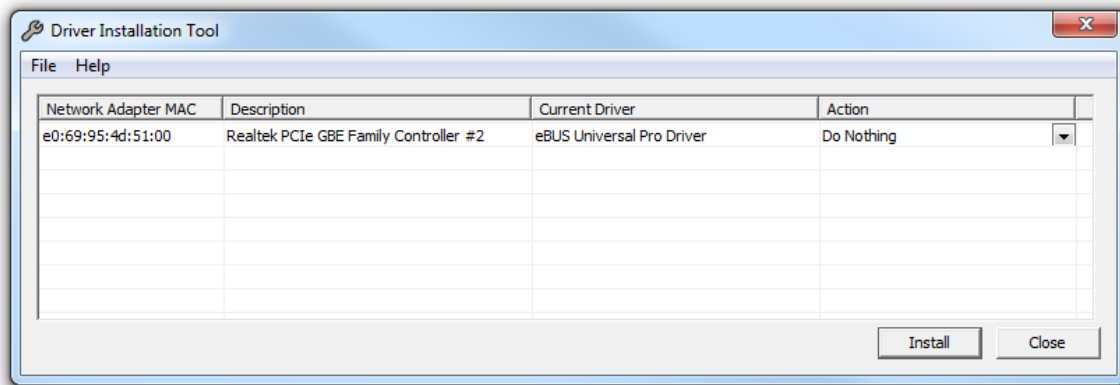 Driver Installation Tool
File Help
Network Adapter MAC Description Current Driver Action
e0:69:95:4d:51:00 Realtek PCIe GBE Family Controller #2 eBUS Universal Pro Driver Do Nothing
Install Close